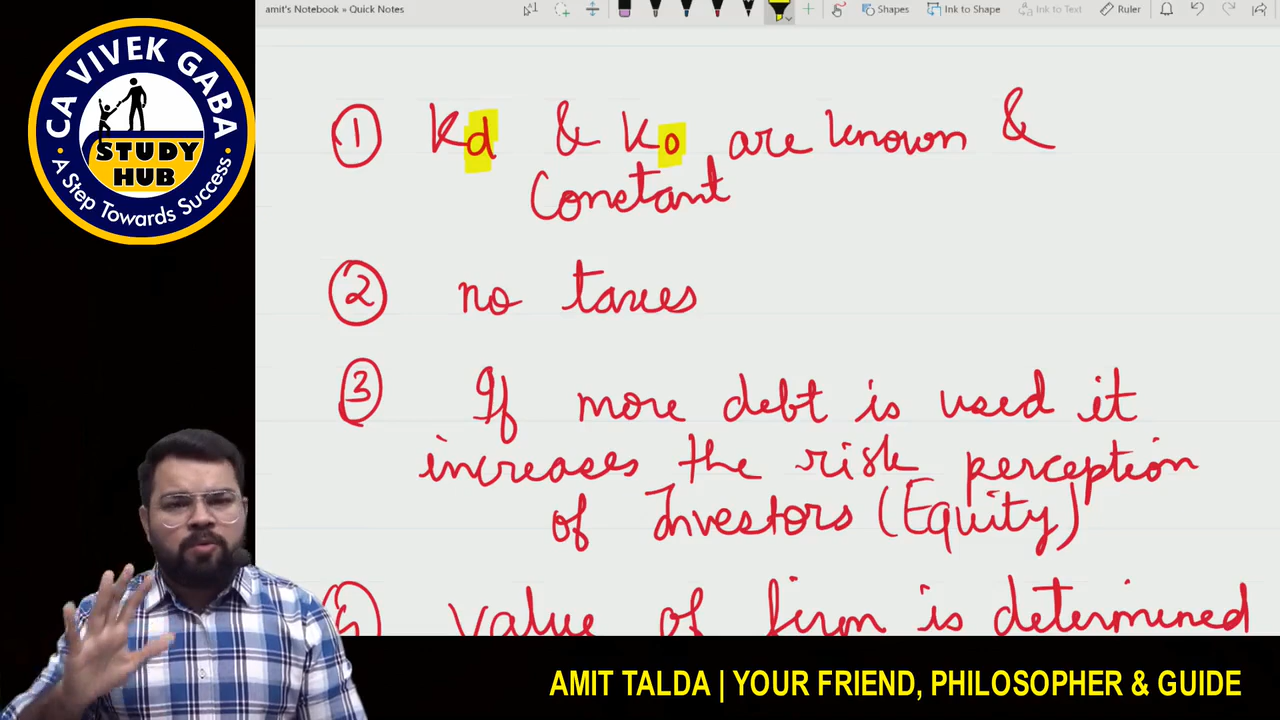 amit's Notebook » Quick Notes
Shapes
Ink to Shape
Ink to Text
Ruler
CA VIVEK GABA
STUDY
HUB
· A Step Towards Success ·
① Kd & Ko are known &
Constant
② no taxes
③ If more debt is used it
increases the risk perception
of Investors (Equity)
value of firm is determined
AMIT TALDA | YOUR FRIEND, PHILOSOPHER & GUIDE